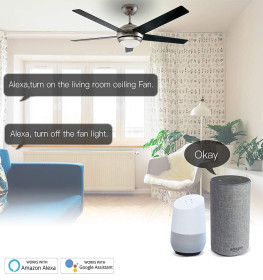 Alexa,turn on the living room ceiling Fan.
Alexa, turn off the fan light.
Okay
amazon
WORKS WITH
Amazon Alexa
WORKS WITH
Google Assistant